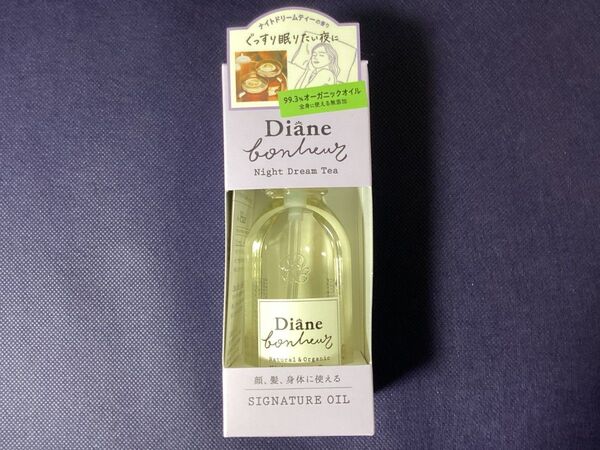 ナイトドリームティーの香り
ぐっすり眠りたい夜に
99.3%オーガニックオイル
全身に使える無添加
Diâne
bonheur
Night Dream Tea
Diâne
bonheur
Natural & Organic
顔、髪、身体に使える
SIGNATURE OIL